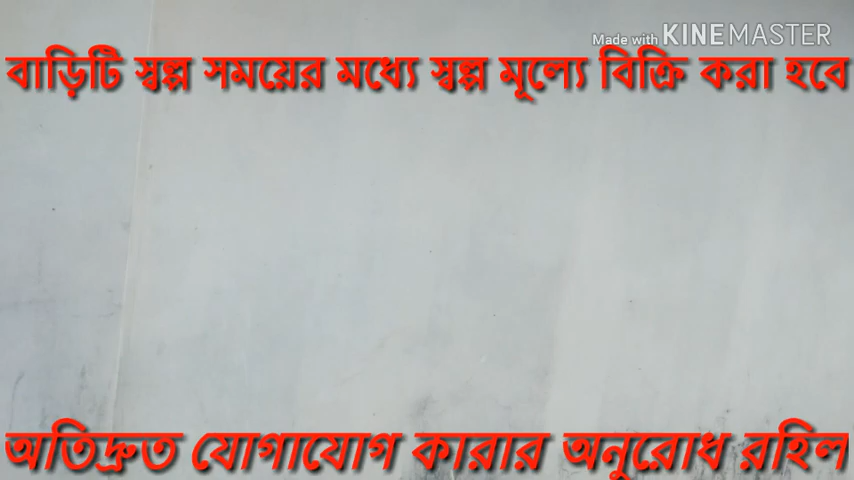 Made with KINEMASTER
বাড়িটি স্বল্প সময়ের মধ্যে স্বল্প মূল্যে বিক্রি করা হবে
অতিদ্রুত যোগাযোগ কারার অনুরোধ রহিল